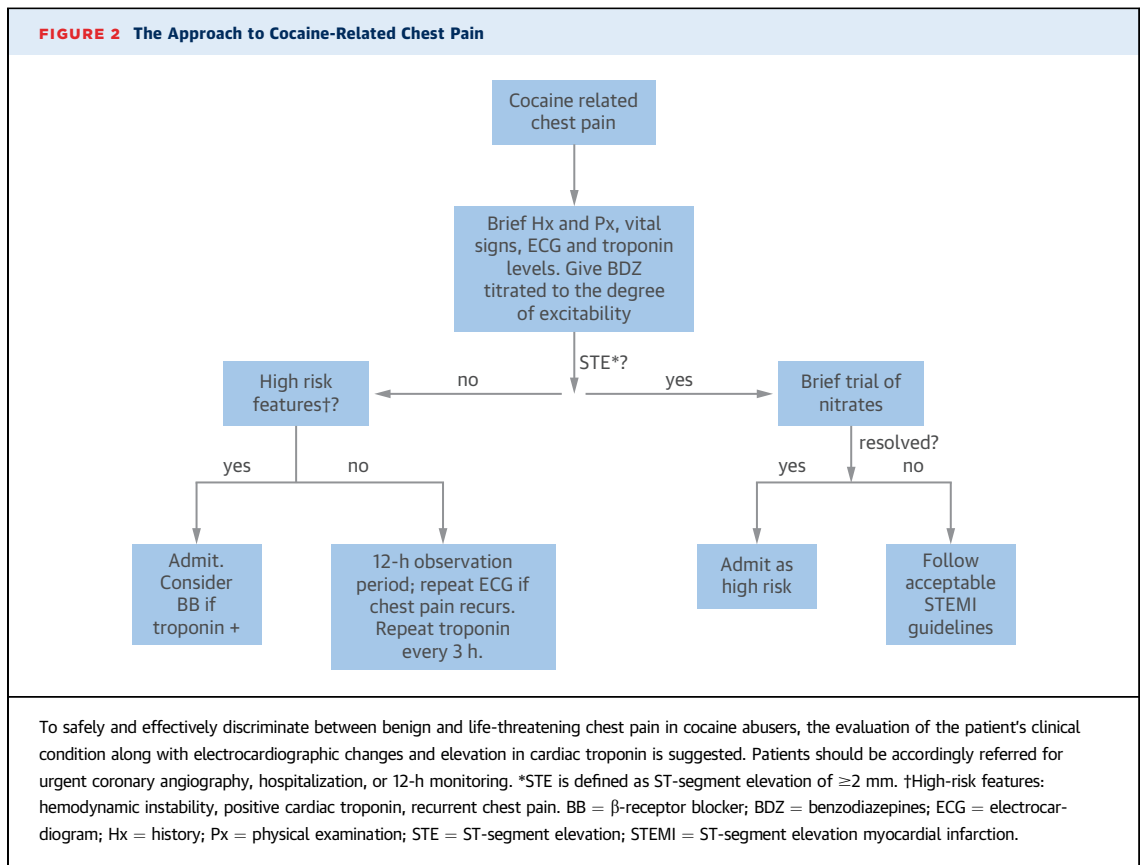 FIGURE 2 The Approach to Cocaine-Related Chest Pain
Cocaine related
chest pain
Brief Hx and Px, vital
signs, ECG and troponin
levels. Give BDZ
titrated to the degree
of excitability
STE*?
no
yes
High risk
features†?
Brief trial of
nitrates
resolved?
yes
no
yes
no
Admit.
Consider
BB if
troponin +
12-h observation
period; repeat ECG if
chest pain recurs.
Repeat troponin
every 3 h.
Admit as
high risk
Follow
acceptable
STEMI
guidelines
To safely and effectively discriminate between benign and life-threatening chest pain in cocaine abusers, the evaluation of the patient's clinical
condition along with electrocardiographic changes and elevation in cardiac troponin is suggested. Patients should be accordingly referred for
urgent coronary angiography, hospitalization, or 12-h monitoring. *STE is defined as ST-segment elevation of ≥2 mm. †High-risk features:
hemodynamic instability, positive cardiac troponin, recurrent chest pain. BB = β-receptor blocker; BDZ = benzodiazepines; ECG = electrocar-
diogram; Hx = history; Px = physical examination; STE = ST-segment elevation; STEMI = ST-segment elevation myocardial infarction.